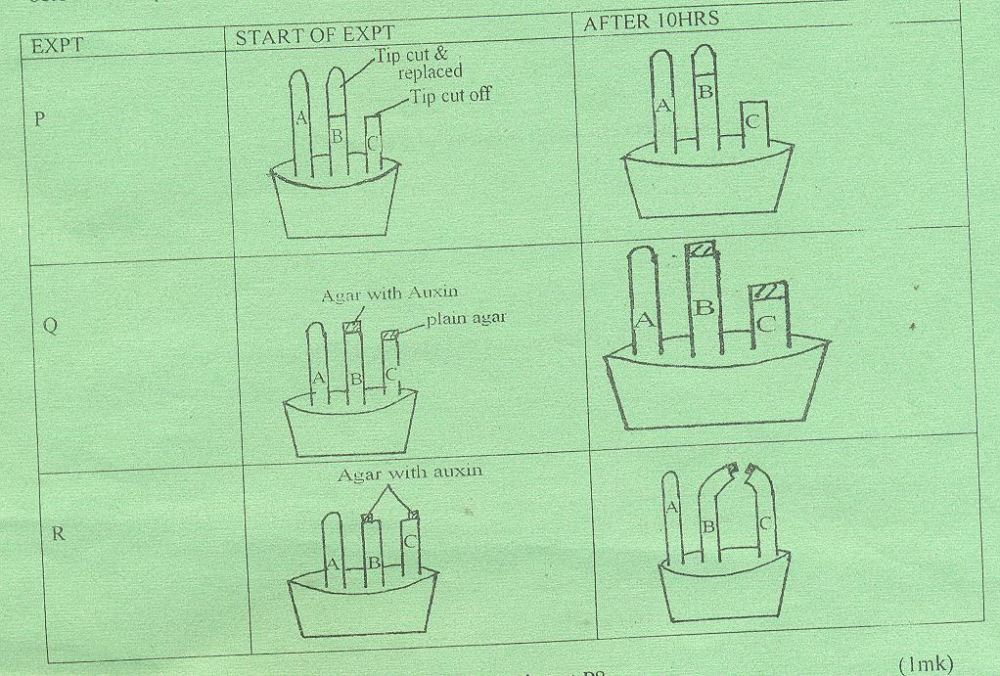 EXPT START OF EXPT AFTER 10HRS
P
Tip cut &
replaced
Tip cut off
A B C
A B C
Q
Agar with Auxin
plain agar
A B C
A B C
R
Agar with auxin
A B C
A B C
(1mk)